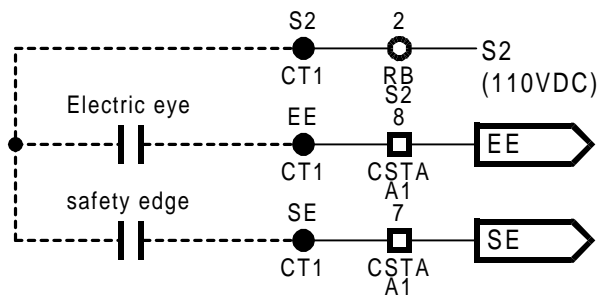 S2 2
CT1 RB S2 S2
(110VDC)
Electric eye EE 8 EE
CT1 CSTA
A1
safety edge SE 7 SE
CT1 CSTA
A1